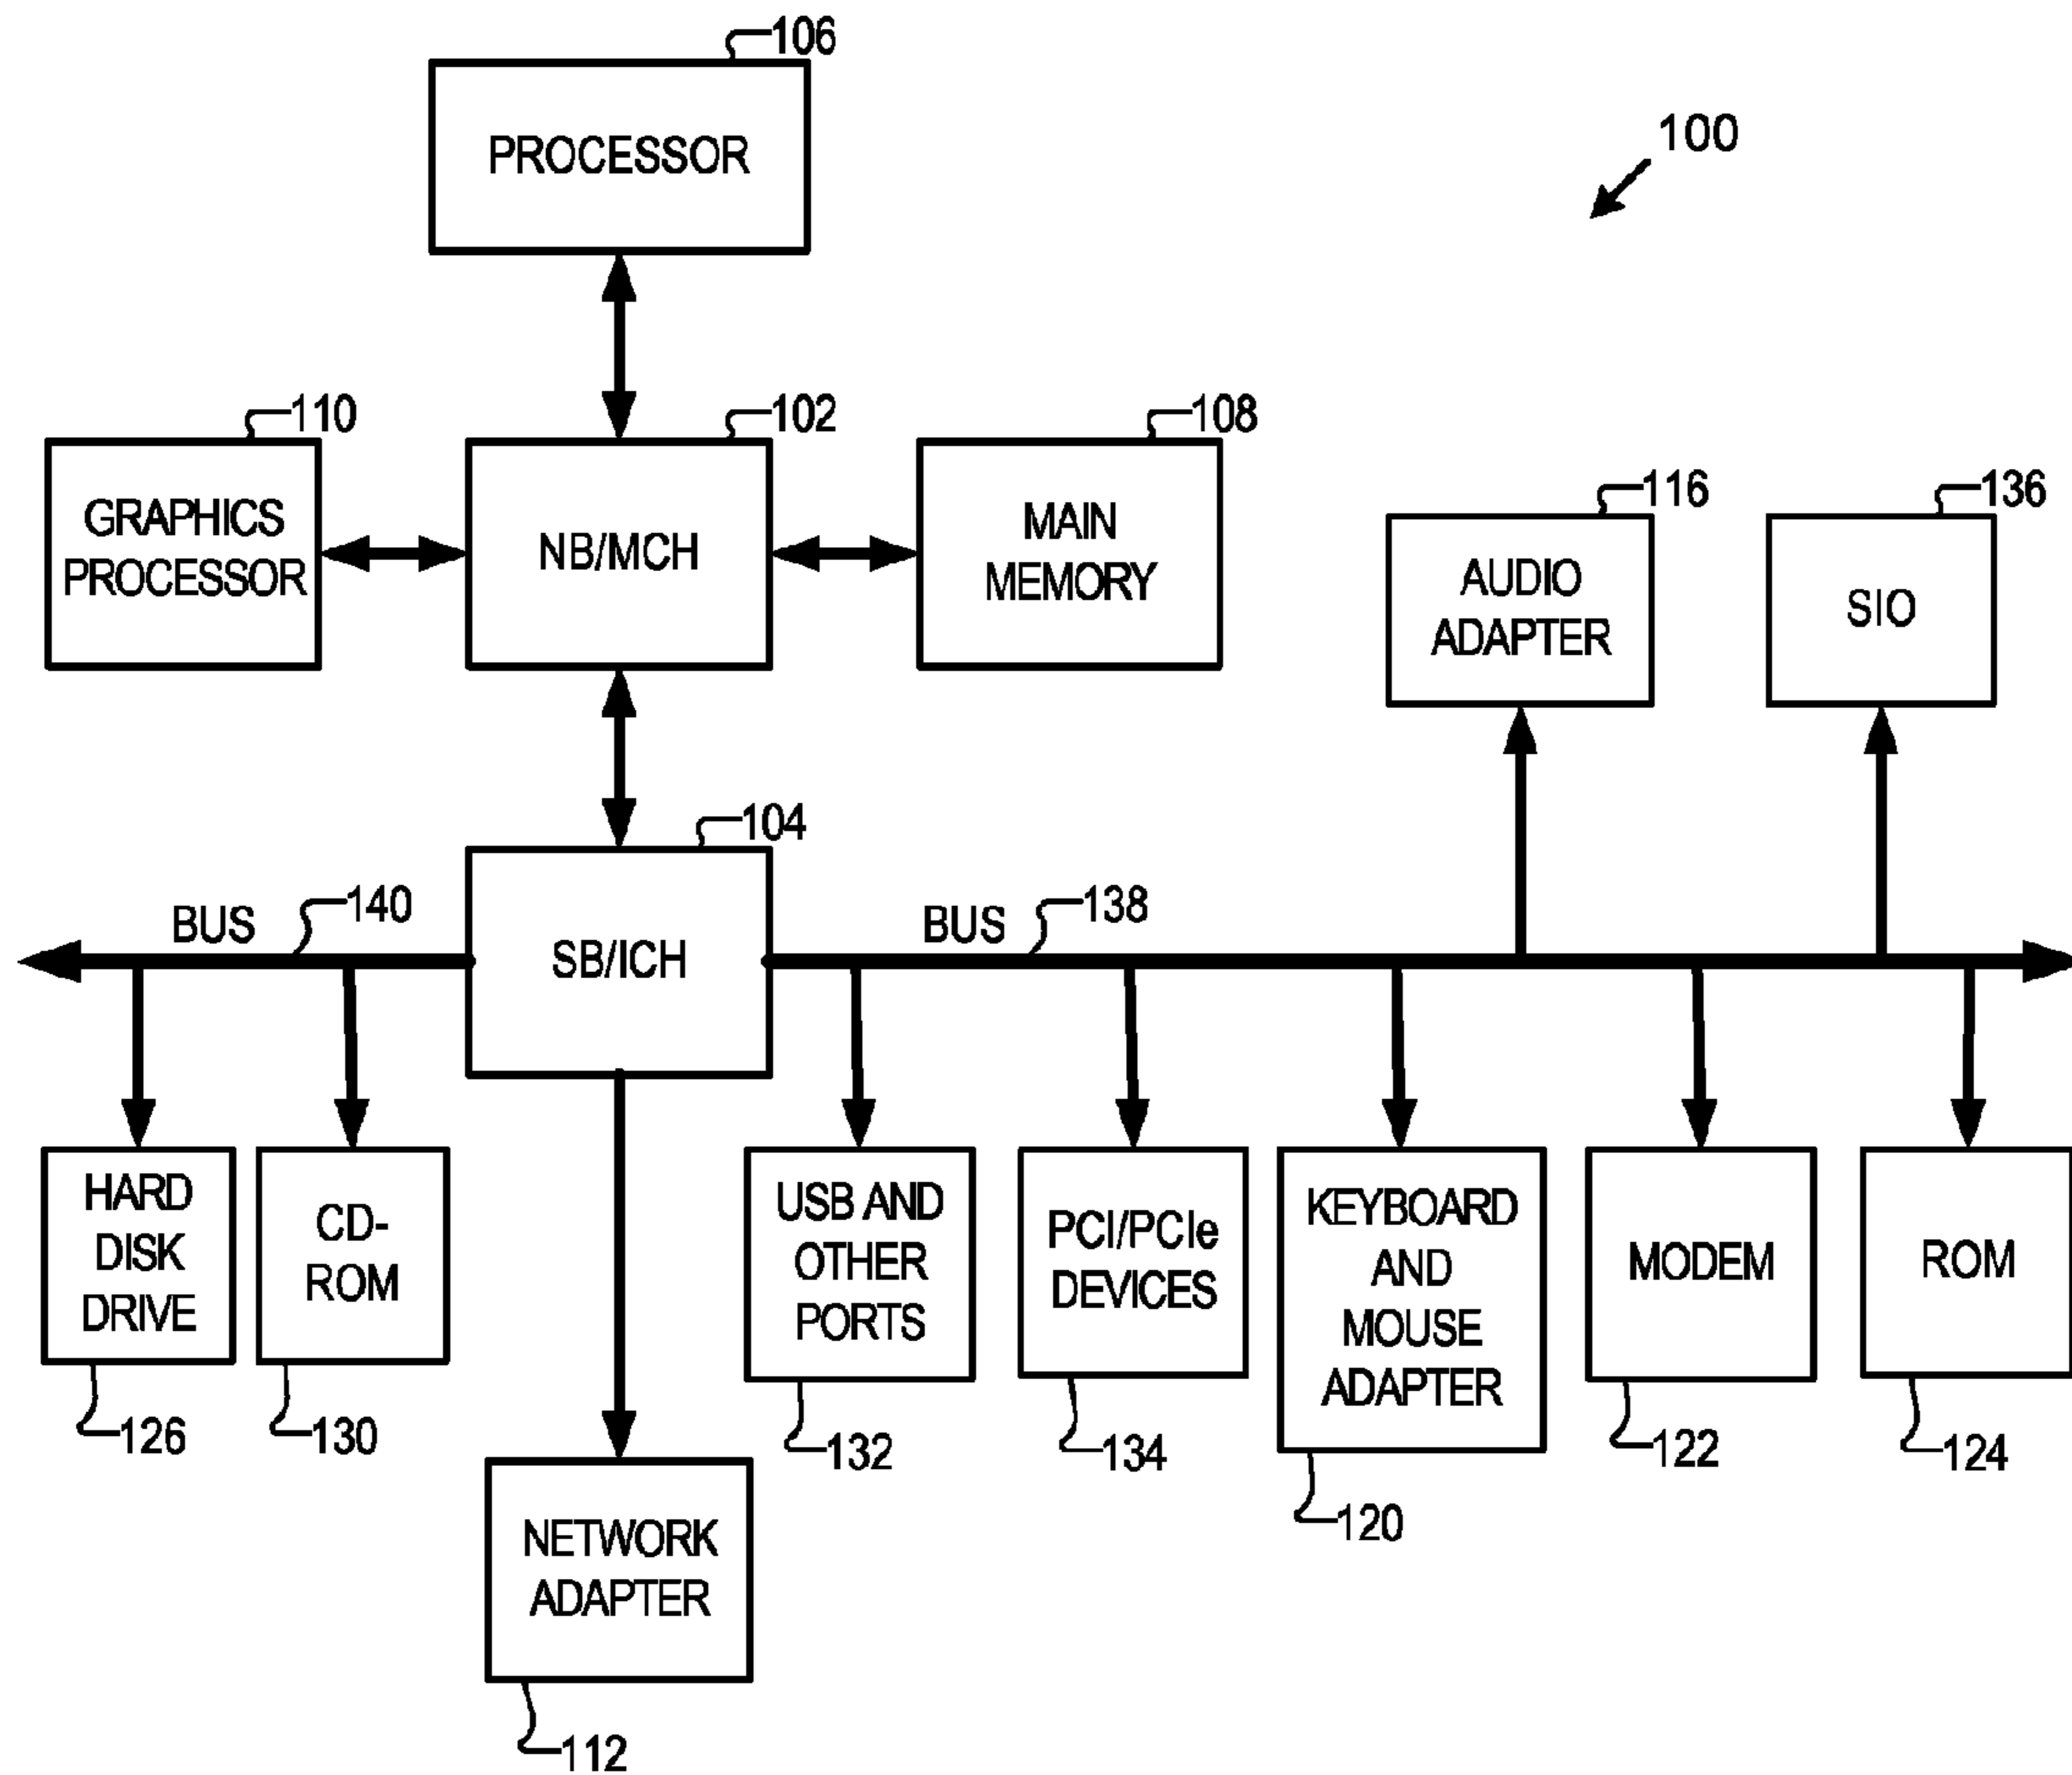 106
PROCESSOR
100
110
102
108
GRAPHICS
PROCESSOR
NB/MCH
MAIN
MEMORY
116
136
AUDIO
ADAPTER
SIO
104
BUS
140
SB/ICH
BUS
138
HARD
DISK
DRIVE
CD-
ROM
USB AND
OTHER
PORTS
PCI/PCIe
DEVICES
KEYBOARD
AND
MOUSE
ADAPTER
MODEM
ROM
126
130
132
134
120
122
124
NETWORK
ADAPTER
112